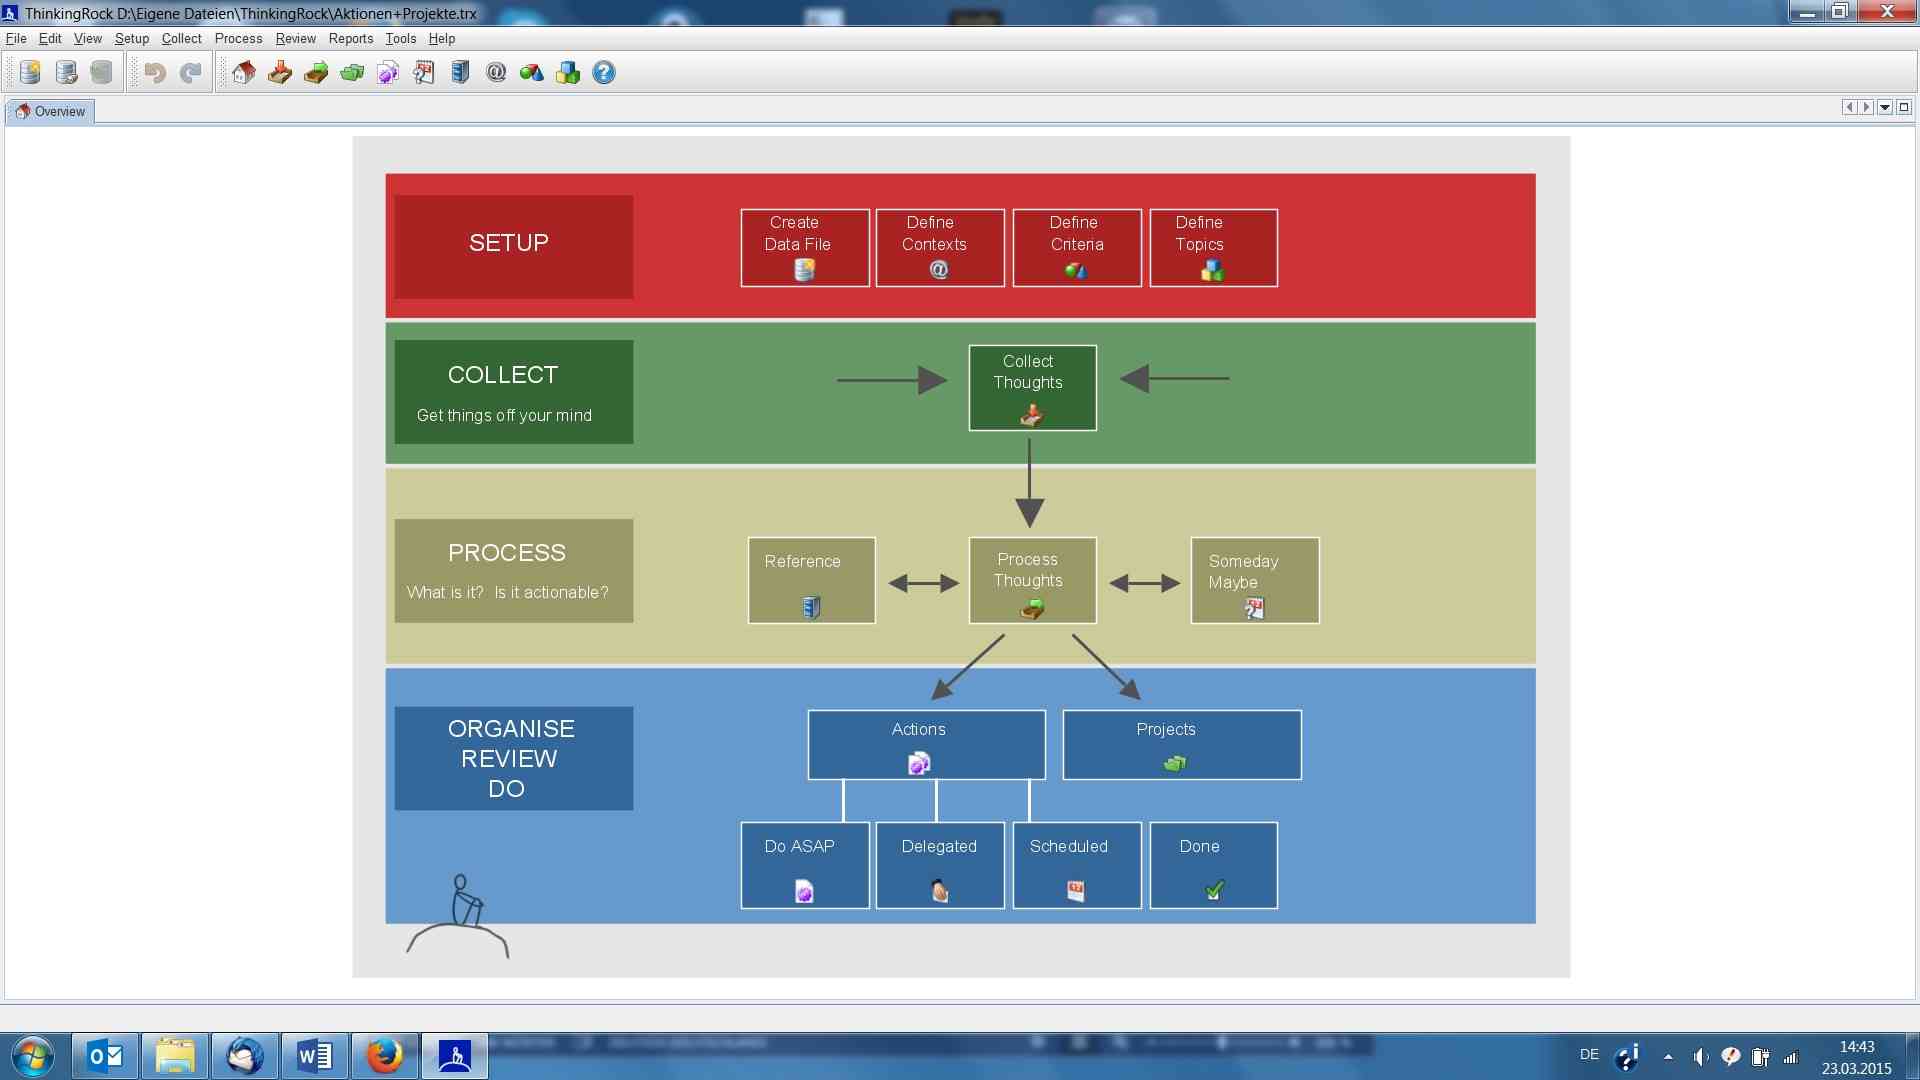 ThinkingRock D:\Eigene Dateien\ThinkingRock\Aktionen+Projekte.trx
File Edit View Setup Collect Process Review Reports Tools Help
Overview
SETUP
Create
Data File
Define
Contexts
Define
Criteria
Define
Topics
COLLECT
Get things off your mind
Collect
Thoughts
PROCESS
What is it? Is it actionable?
Reference
Process
Thoughts
Someday
Maybe
ORGANISE
REVIEW
DO
Actions
Projects
Do ASAP
Delegated
Scheduled
Done
DE
14:43
23.03.2015